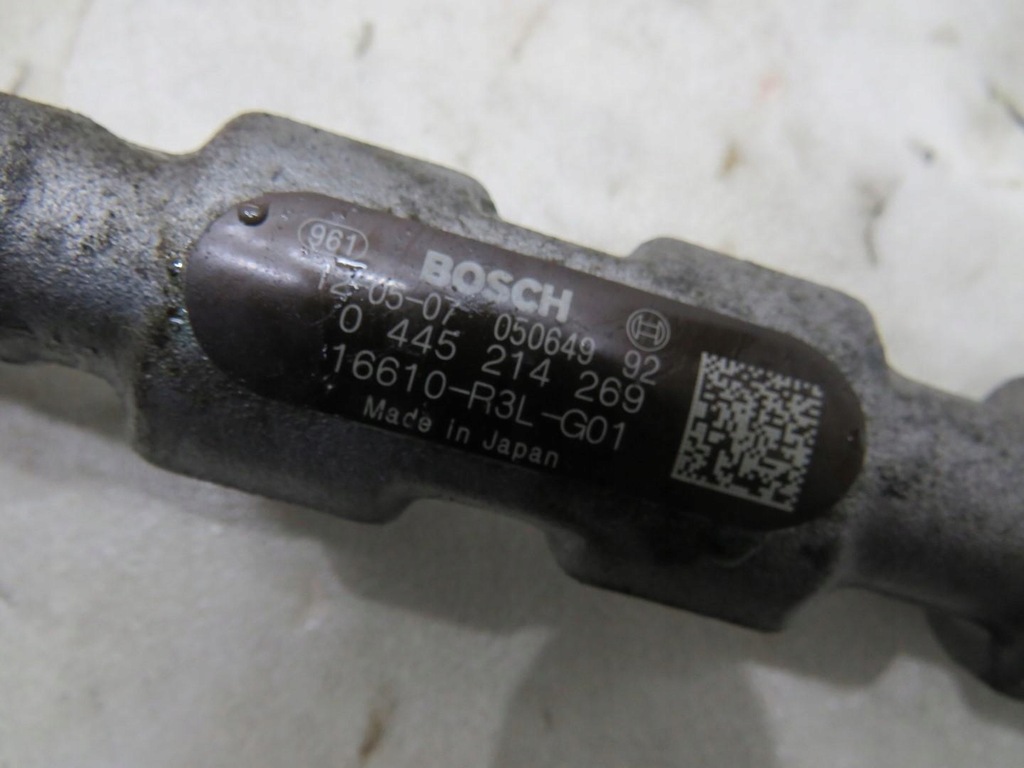 961 BOSCH
12-05-07 050649 92
0 445 214 269
16610-R3L-G01
Made in Japan